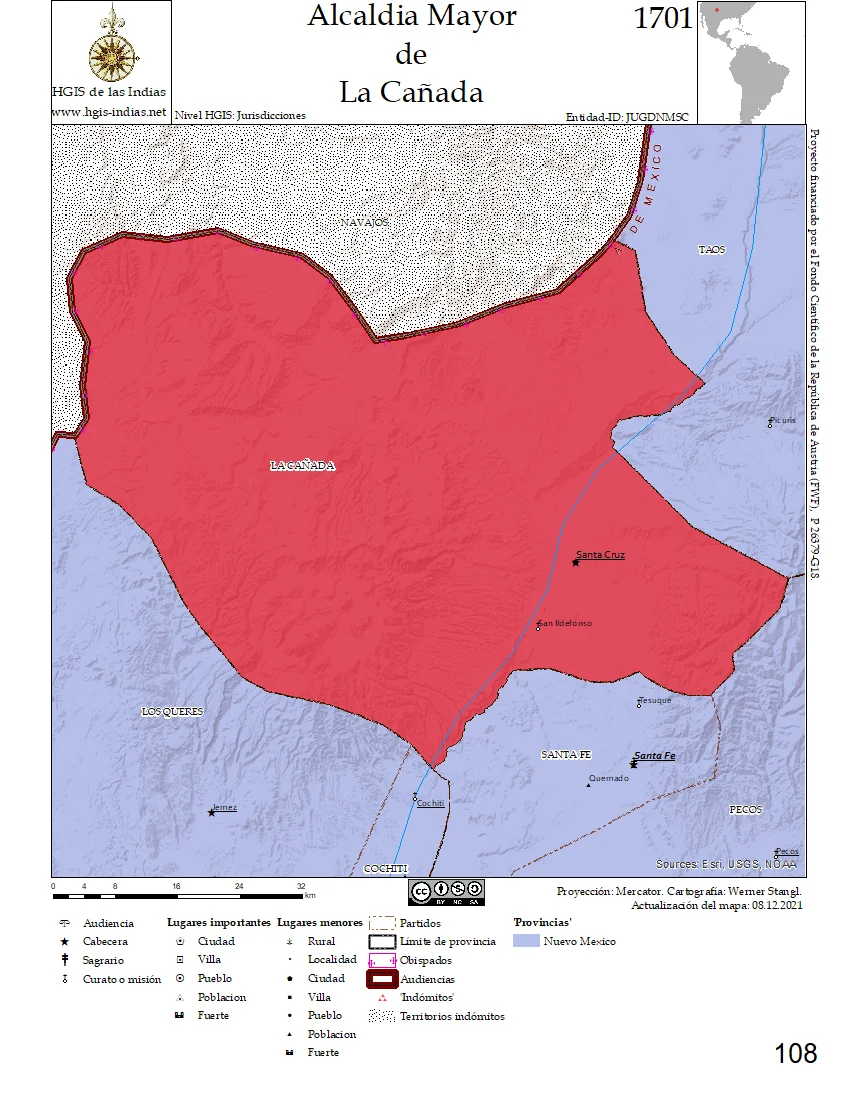 Alcaldia Mayor
de
La Cañada
1701
HGIS de las Indias
www.hgis-indias.net
Nivel HGIS: Jurisdicciones
Entidad-ID: JUGDNMSC
NAVAJOS
A. DE MEXICO
TAOS
Picuris
LA CAÑADA
Santa Cruz
San Ildefonso
LOS QUERES
Tesuque
SANTA FE
Santa Fe
Quemado
Jemez
Cochiti
PECOS
Pecos
COCHITI
Sources: Esri, USGS, NOAA
Proyecto financiado por el Fondo Científico de la República de Austria (FWF), P 26379-G18.
0 4 8 16 24 32
km
CC BY NC SA
Proyección: Mercator. Cartografía: Werner Stangl.
Actualización del mapa: 08.12.2021
Audiencia
Cabecera
Sagrario
Curato o misión
Lugares importantes
Ciudad
Villa
Pueblo
Poblacion
Fuerte
Lugares menores
Rural
Localidad
Ciudad
Villa
Pueblo
Poblacion
Fuerte
Partidos
Límite de provincia
Obispados
Audiencias
'Indómitos'
Territorios indómitos
'Provincias'
Nuevo Mexico
108